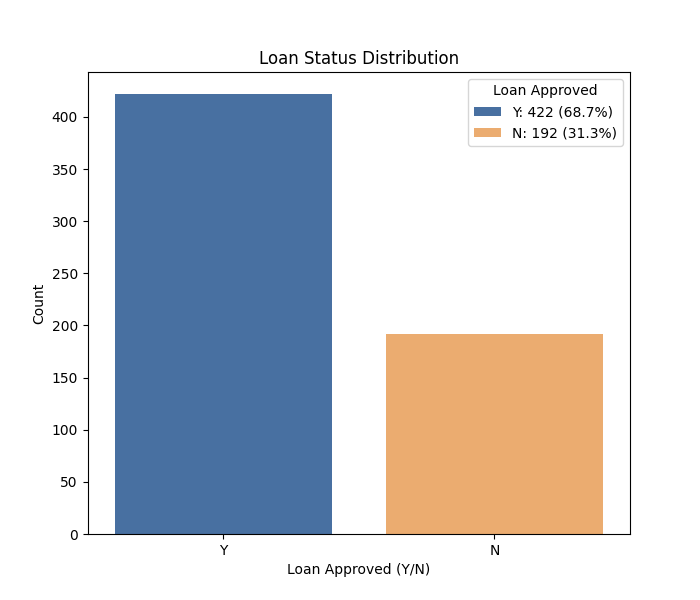 Loan Status Distribution
Loan Approved
Y: 422 (68.7%)
N: 192 (31.3%)
400
350
300
250
200
150
100
50
0
Count
Y
N
Loan Approved (Y/N)